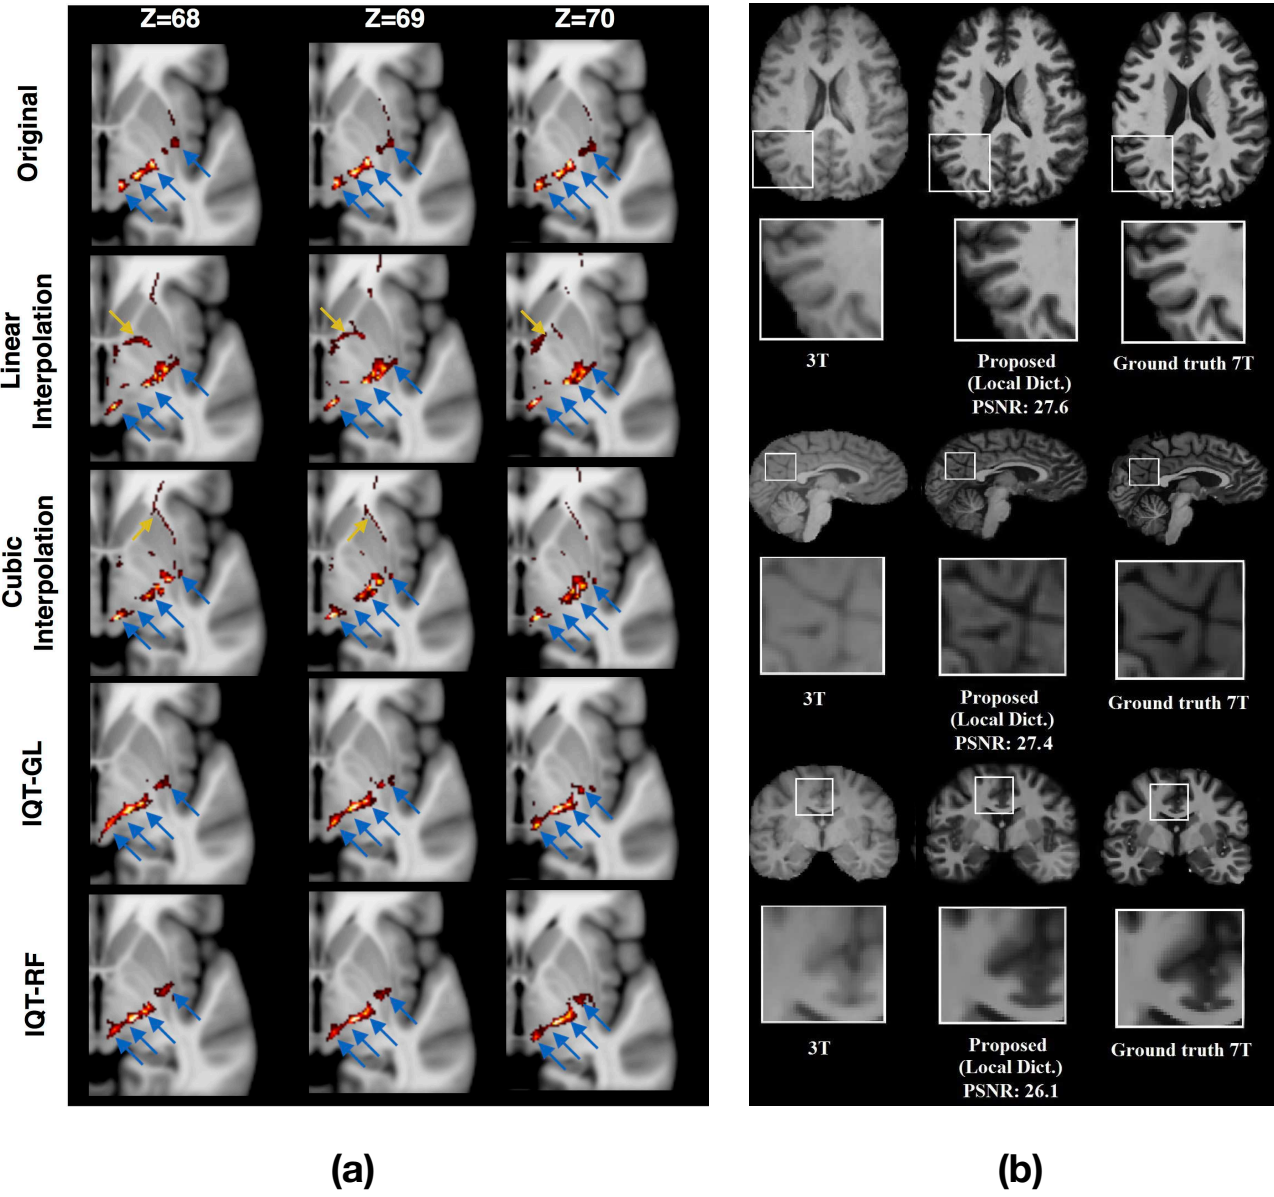 Z=68
Z=69
Z=70
Original
Linear
Interpolation
Cubic
Interpolation
IQT-GL
IQT-RF
3T
Proposed
(Local Dict.)
PSNR: 27.6
Ground truth 7T
3T
Proposed
(Local Dict.)
PSNR: 27.4
Ground truth 7T
3T
Proposed
(Local Dict.)
PSNR: 26.1
Ground truth 7T
(a)
(b)